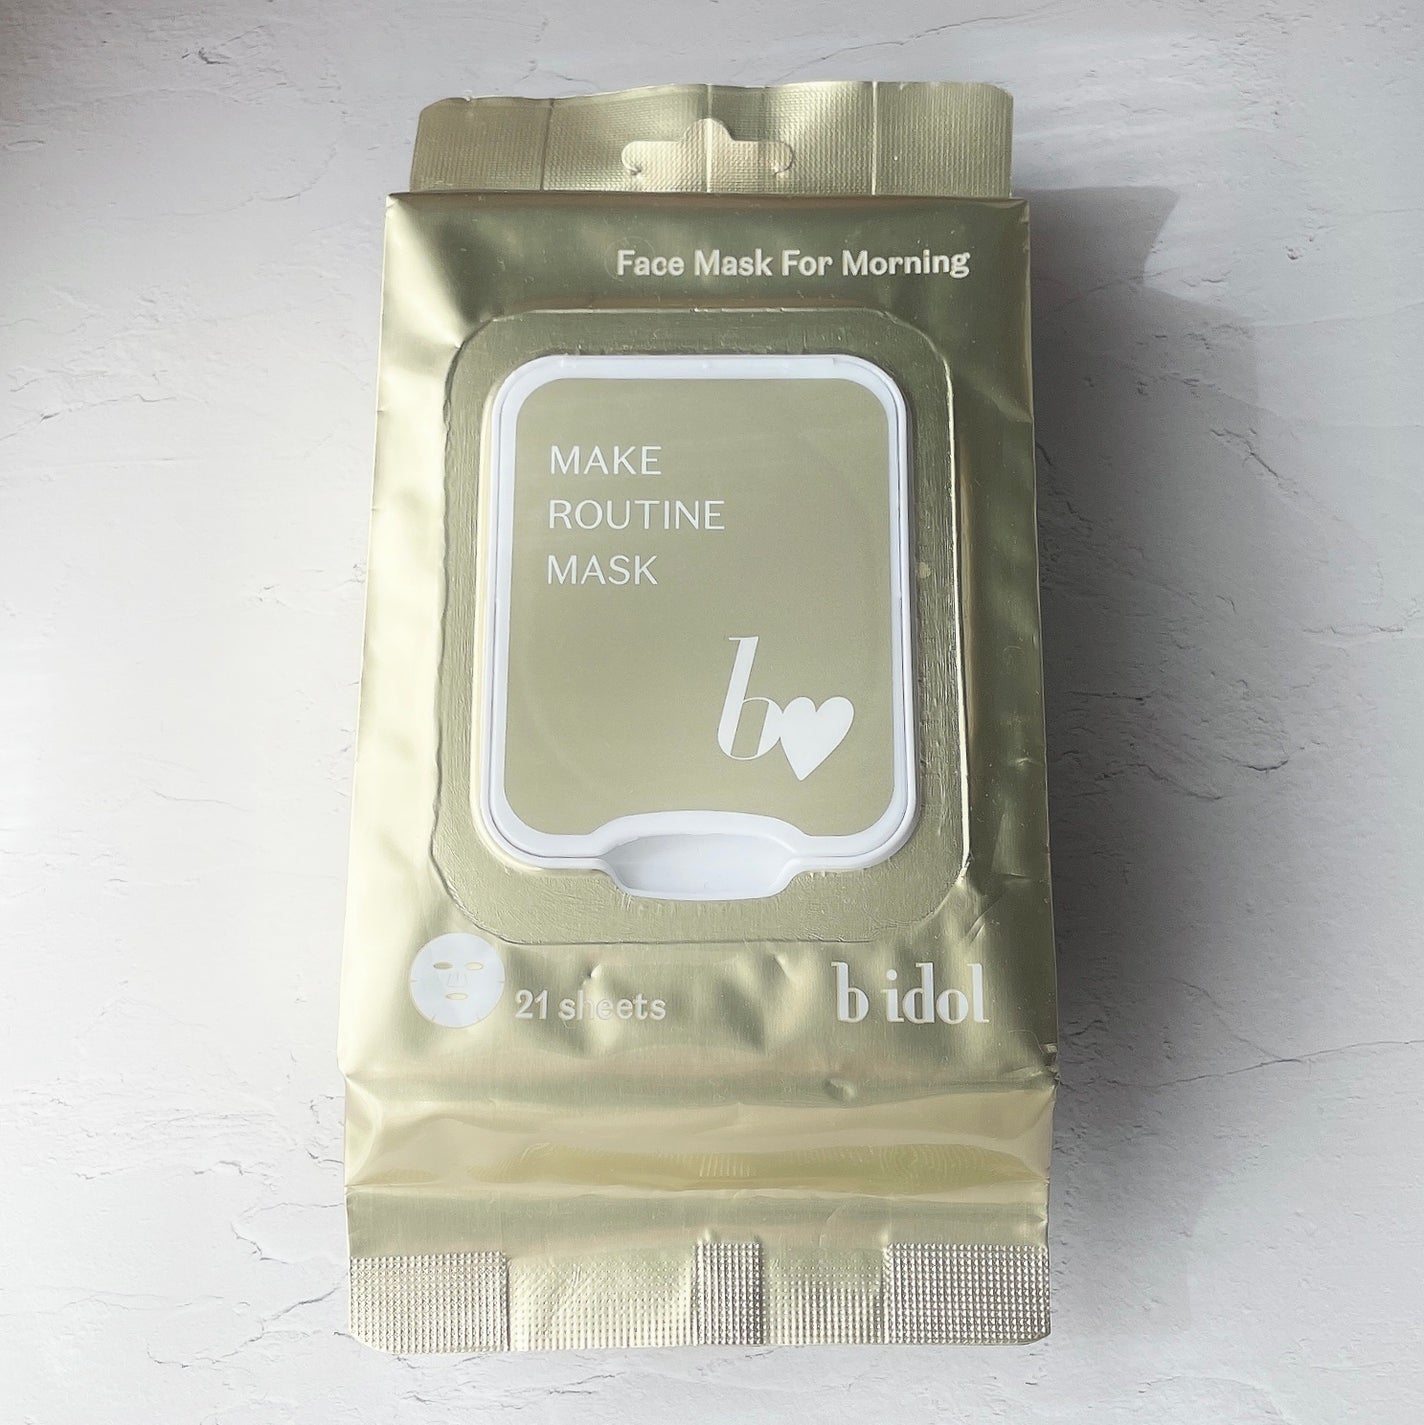 Face Mask For Morning
MAKE
ROUTINE
MASK
b
21 sheets
b idol